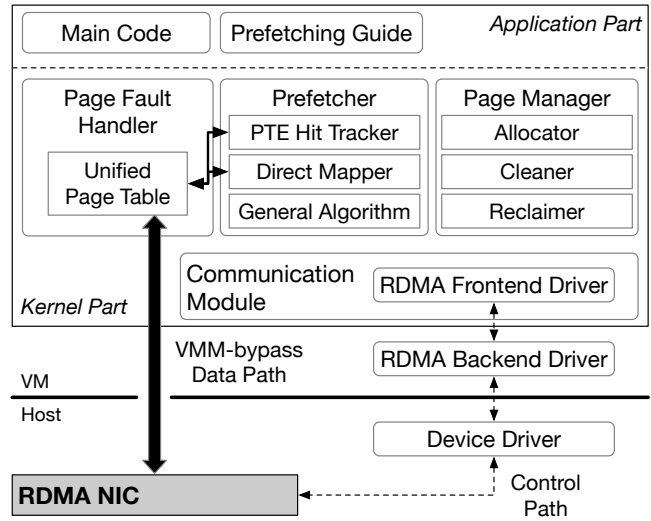 Main Code
Prefetching Guide
Application Part
Page Fault
Handler
Unified
Page Table
Prefetcher
PTE Hit Tracker
Direct Mapper
General Algorithm
Page Manager
Allocator
Cleaner
Reclaimer
Communication
Module
RDMA Frontend Driver
Kernel Part
VMM-bypass
Data Path
RDMA Backend Driver
VM
Host
Device Driver
RDMA NIC
Control
Path